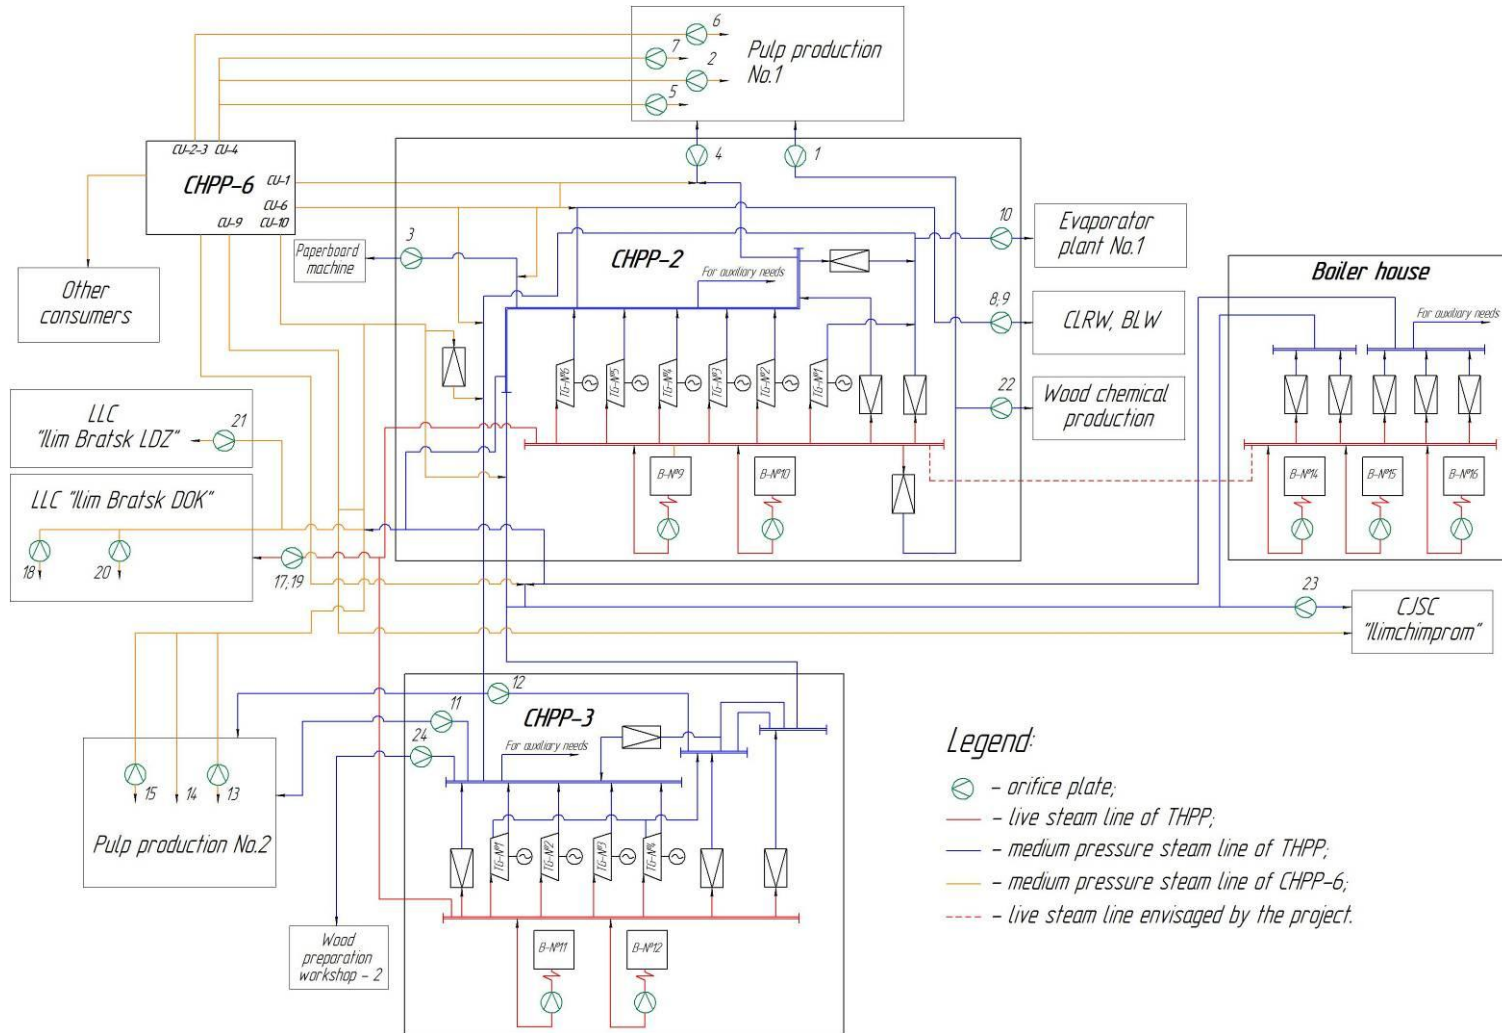 6
7
2
5
Pulp production
No.1
CU-2-3 CU-4
CHPP-6
CU-1
CU-6
CU-9
CU-10
4
1
Other
consumers
Paperboard
machine
3
CHPP-2
For auxiliary needs
10
Evaporator
plant No.1
8;9
CLRW, BLW
22
Wood chemical
production
Boiler house
For auxiliary needs
TG-№6
TG-№5
TG-№4
TG-№3
TG-№2
TG-№1
B-№9
B-№10
B-№14
B-№15
B-№16
LLC
"Ilim Bratsk LDZ"
21
LLC "Ilim Bratsk DOK"
18
20
17;19
23
CJSC
"Ilimchimprom"
12
11
24
CHPP-3
For auxiliary needs
15
14
13
Pulp production No.2
TG-№1
TG-№2
TG-№3
TG-№4
B-№11
B-№12
Wood
preparation
workshop - 2
Legend:
- orifice plate;
- live steam line of THPP;
- medium pressure steam line of THPP;
- medium pressure steam line of CHPP-6;
- live steam line envisaged by the project.